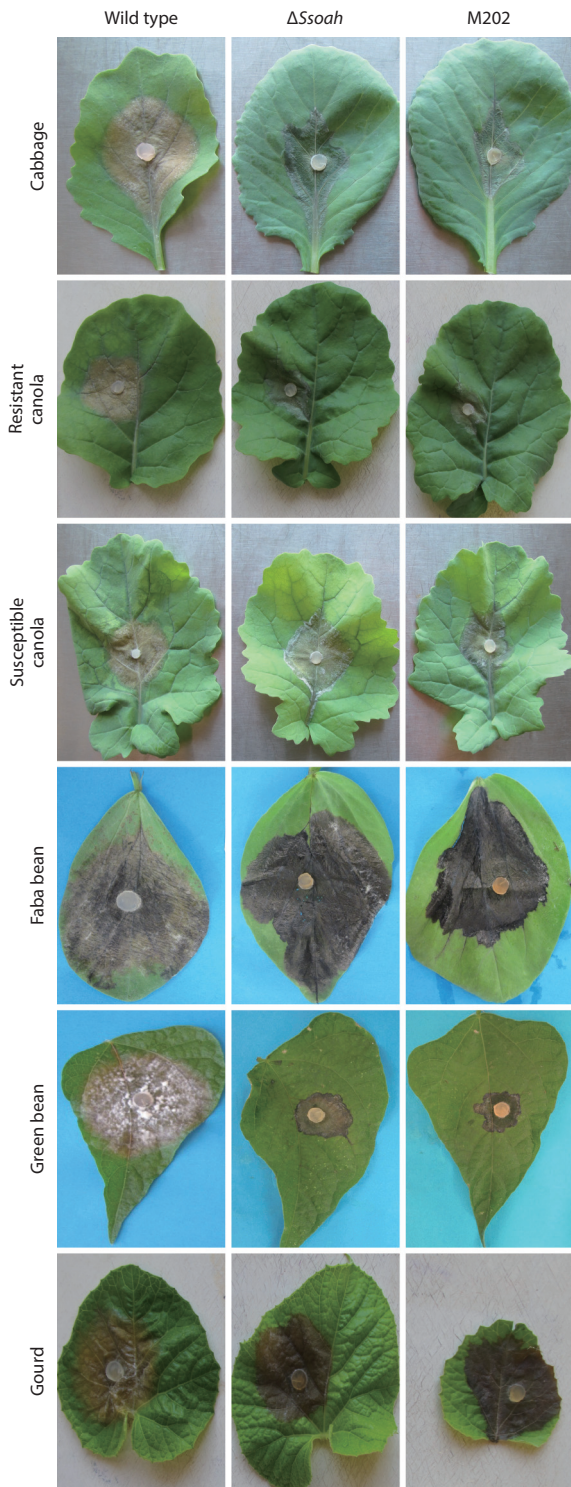 Wild type
ΔSsoah
M202
Cabbage
Resistant
canola
Susceptible
canola
Faba bean
Green bean
Gourd